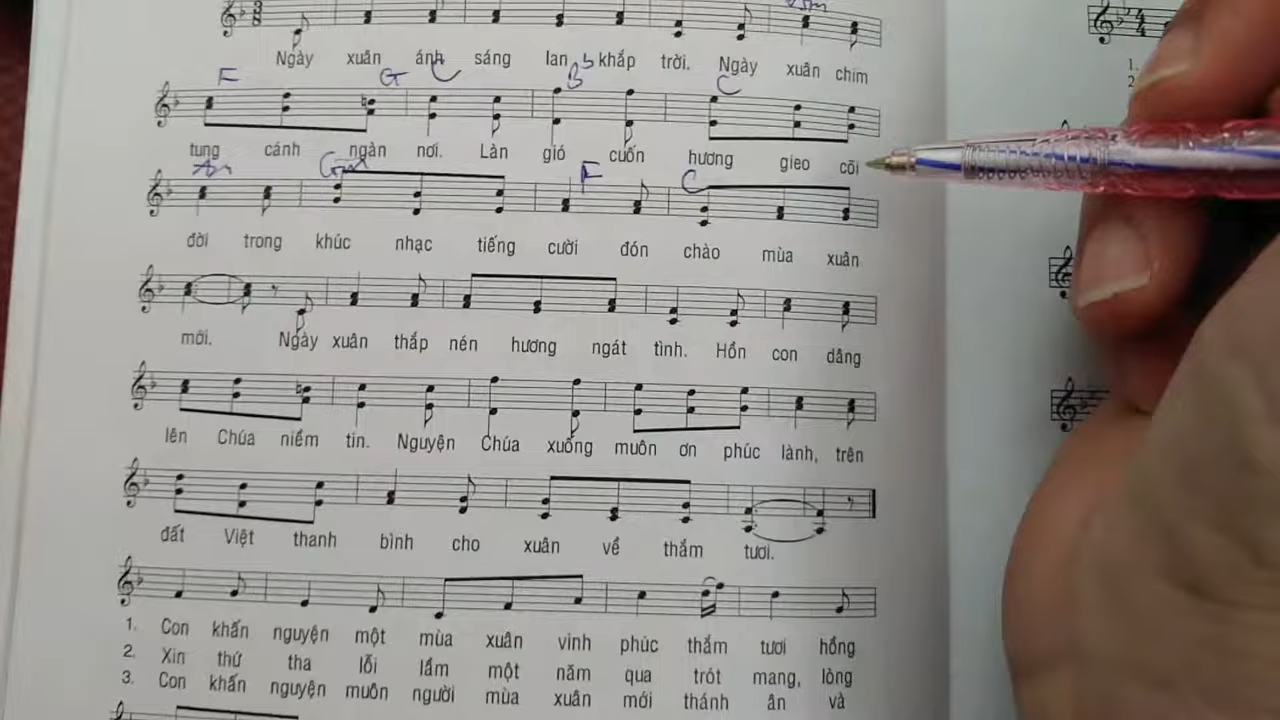 Ngày xuân ánh sáng lan khắp trời. Ngày xuân chim
F G C B C
tung cánh ngàn nơi. Làn gió cuốn hương gieo cõi
Am Gm F C
đời trong khúc nhạc tiếng cười đón chào mùa xuân
mới. Ngày xuân thắp nén hương ngát tình. Hồn con dâng
lên Chúa niềm tin. Nguyện Chúa xuống muôn ơn phúc lành, trên
đất Việt thanh bình cho xuân về thắm tươi.
1. Con khấn nguyện một mùa xuân vinh phúc thắm tươi hồng
2. Xin thứ tha lỗi lầm một năm qua trót mang, lòng
3. Con khấn nguyện muôn người mùa xuân mới thánh ân và
1.
2